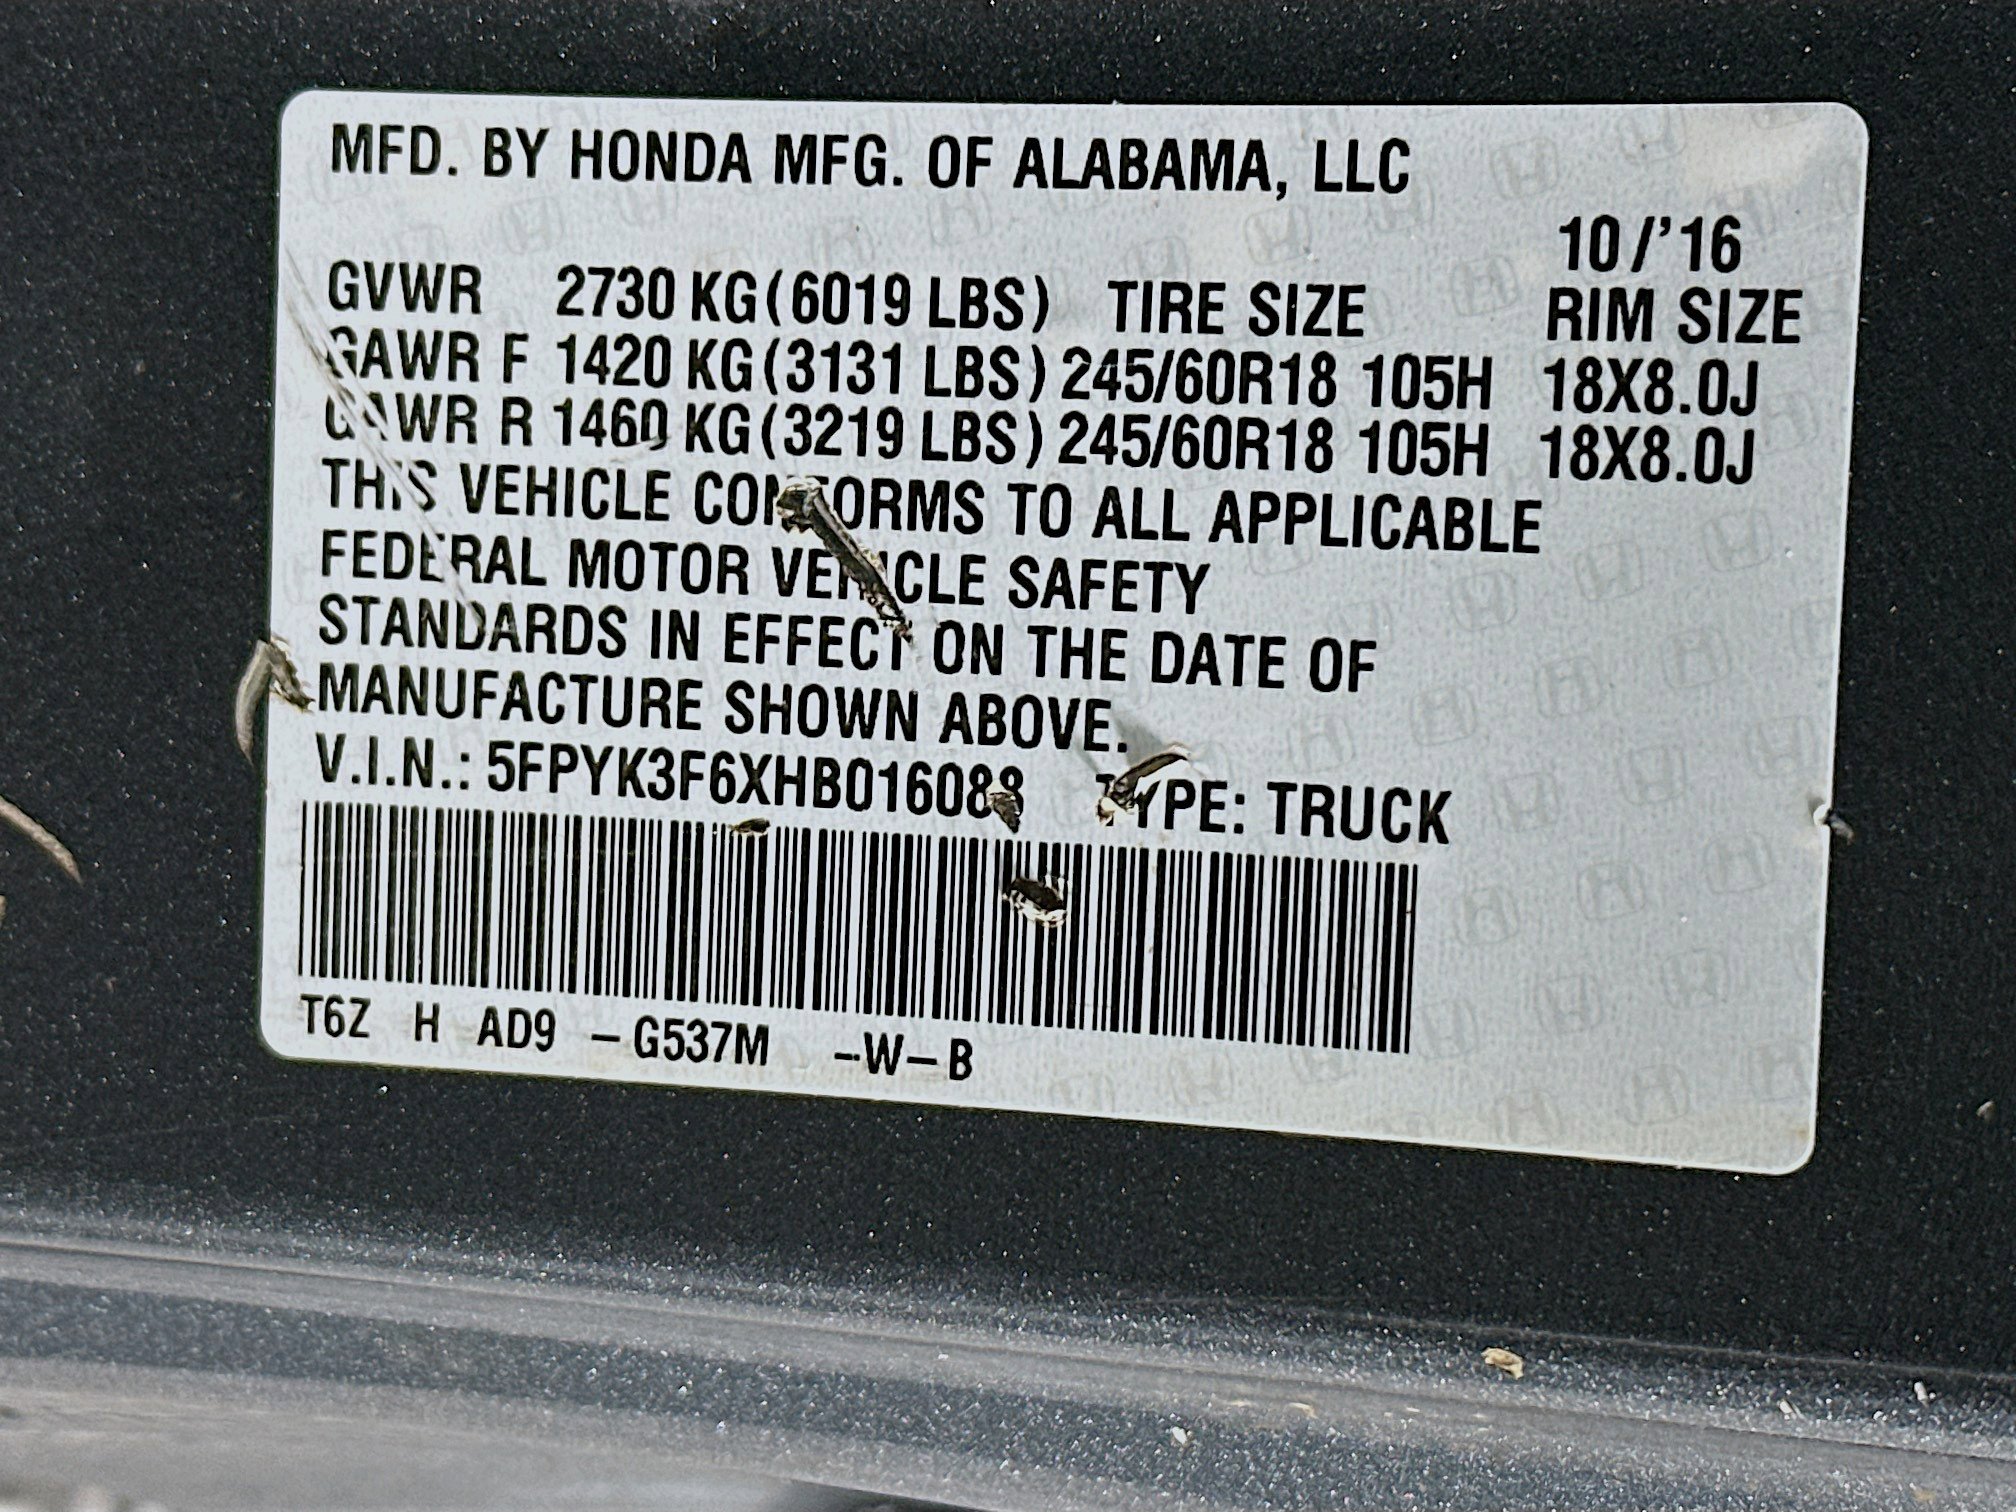 MFD. BY HONDA MFG. OF ALABAMA, LLC
10/'16
GVWR 2730 KG(6019 LBS) TIRE SIZE RIM SIZE
GAWR F 1420 KG(3131 LBS) 245/60R18 105H 18X8.0J
GAWR R 1460 KG(3219 LBS) 245/60R18 105H 18X8.0J
THIS VEHICLE CONFORMS TO ALL APPLICABLE
FEDERAL MOTOR VEHICLE SAFETY
STANDARDS IN EFFECT ON THE DATE OF
MANUFACTURE SHOWN ABOVE.
V.I.N.: 5FPYK3F6XHB016088 TYPE: TRUCK
T6Z H AD9 –G537M –W–B